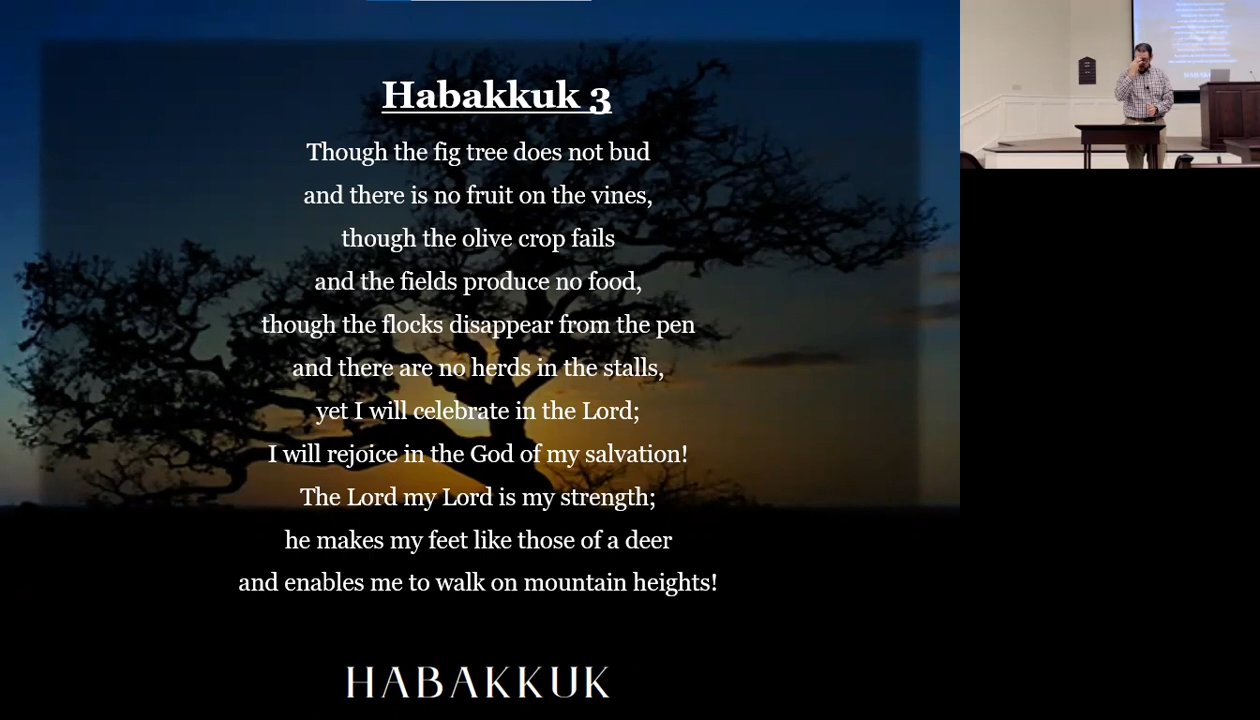 Habakkuk 3
Though the fig tree does not bud
and there is no fruit on the vines,
though the olive crop fails
and the fields produce no food,
though the flocks disappear from the pen
and there are no herds in the stalls,
yet I will celebrate in the Lord;
I will rejoice in the God of my salvation!
The Lord my Lord is my strength;
he makes my feet like those of a deer
and enables me to walk on mountain heights!
HABAKKUK